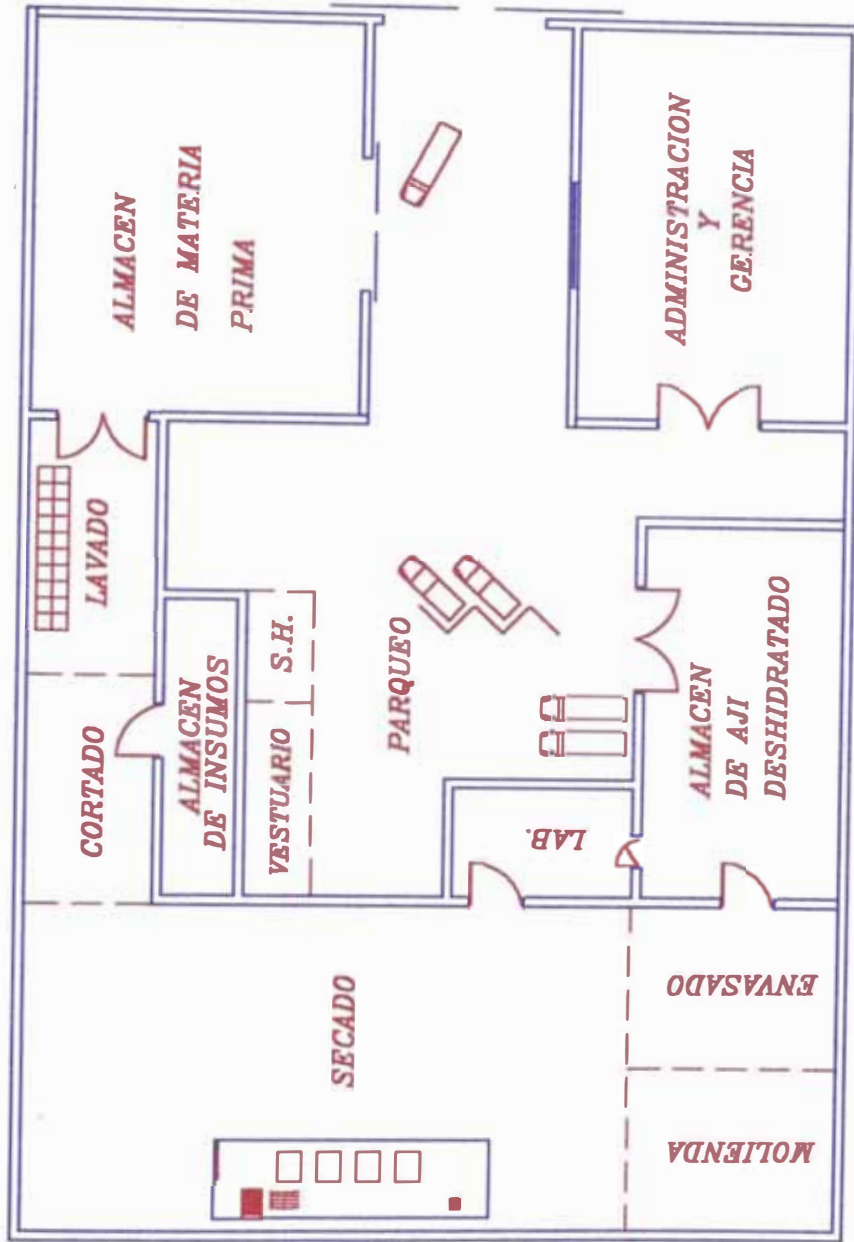 ALMACEN
DE MATERIA
PRIMA
ADMINISTRACION
Y
GERENCIA
LAVADO
CORTADO
ALMACEN
DE INSUMOS
S.H.
VESTUARIO
PARQUEO
LAB.
ALMACEN
DE AJI
DESHIDRATADO
SECADO
ENVASADO
MOLIENDA